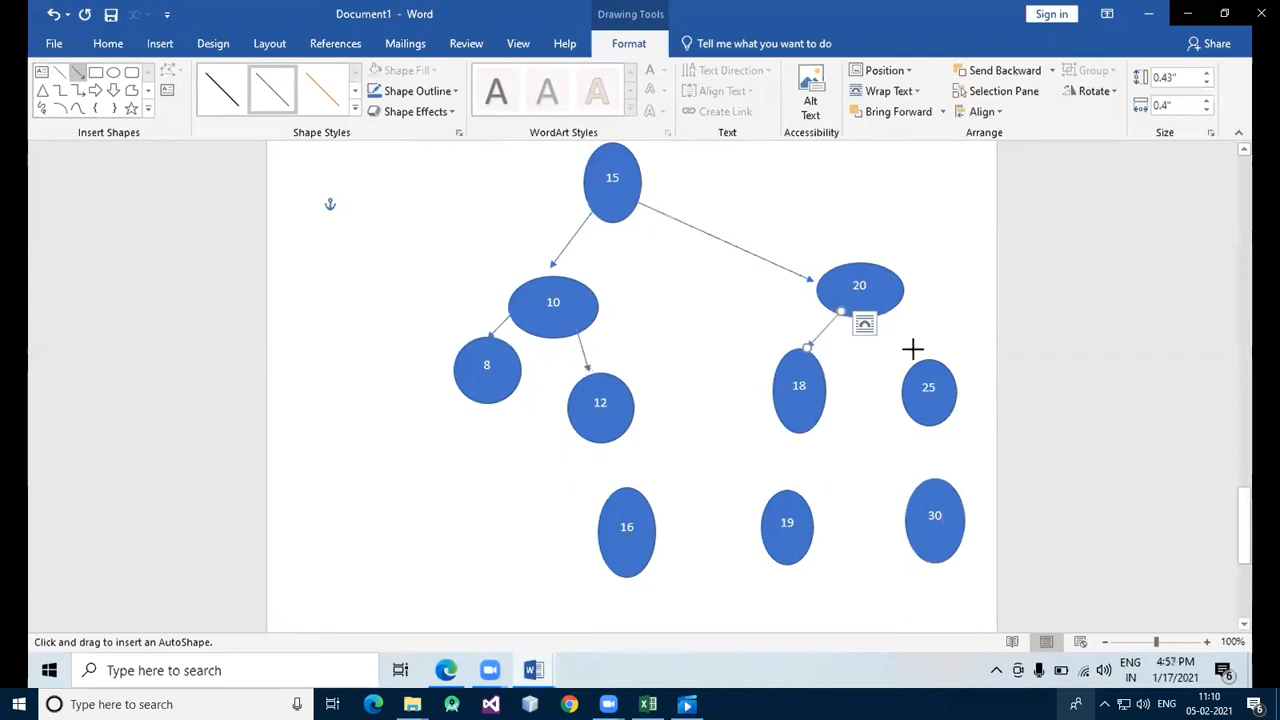 Document1 - Word
Drawing Tools
Sign in
File
Home
Insert
Design
Layout
References
Mailings
Review
View
Help
Format
Tell me what you want to do
Share
Shape Fill
Shape Outline
Shape Effects
A
A
A
A
A
A
Text Direction
Align Text
Create Link
Alt
Text
Position
Wrap Text
Bring Forward
Send Backward
Selection Pane
Align
Group
Rotate
0.43"
0.4"
Insert Shapes
Shape Styles
WordArt Styles
Text
Accessibility
Arrange
Size
15
10
20
8
12
18
25
16
19
30
Click and drag to insert an AutoShape.
100%
Type here to search
ENG
IN
4:57 PM
1/17/2021
6
Type here to search
ENG
11:10
05-02-2021
6